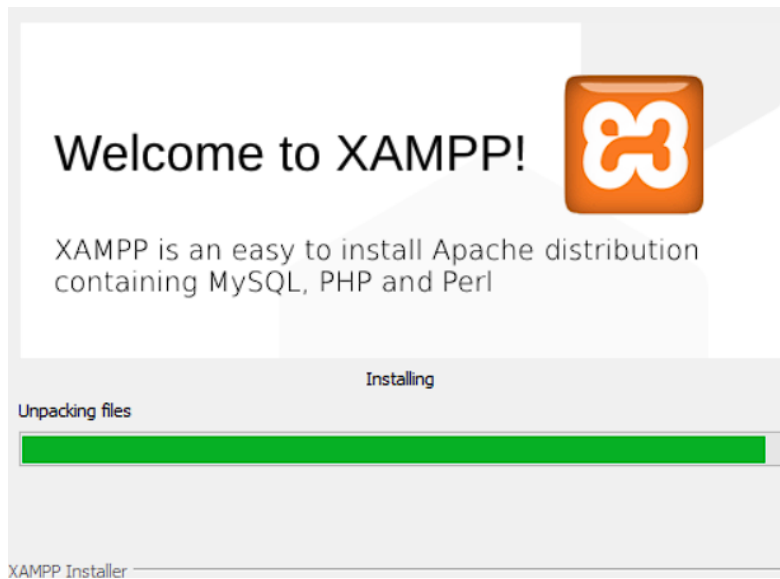 Welcome to XAMPP!
XAMPP is an easy to install Apache distribution
containing MySQL, PHP and Perl
Installing
Unpacking files
XAMPP Installer